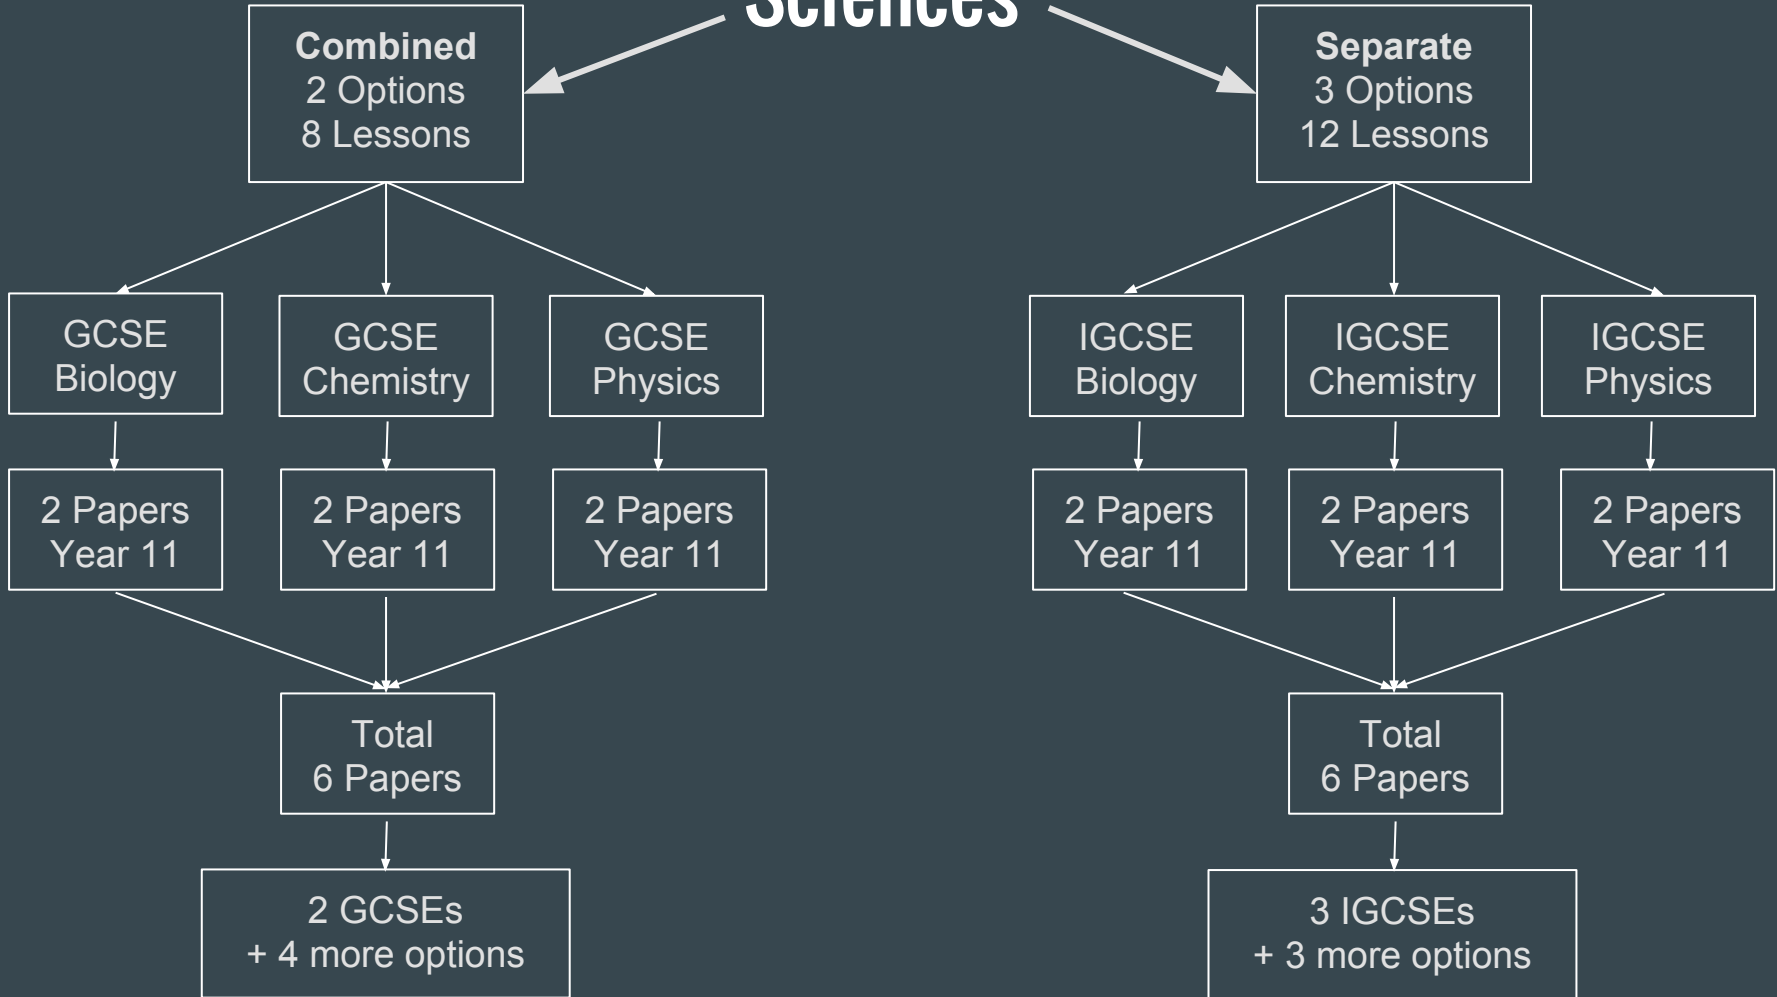 Sciences
Combined
2 Options
8 Lessons
Separate
3 Options
12 Lessons
GCSE
Biology
GCSE
Chemistry
GCSE
Physics
IGCSE
Biology
IGCSE
Chemistry
IGCSE
Physics
2 Papers
Year 11
2 Papers
Year 11
2 Papers
Year 11
2 Papers
Year 11
2 Papers
Year 11
2 Papers
Year 11
Total
6 Papers
Total
6 Papers
2 GCSEs
+ 4 more options
3 IGCSEs
+ 3 more options